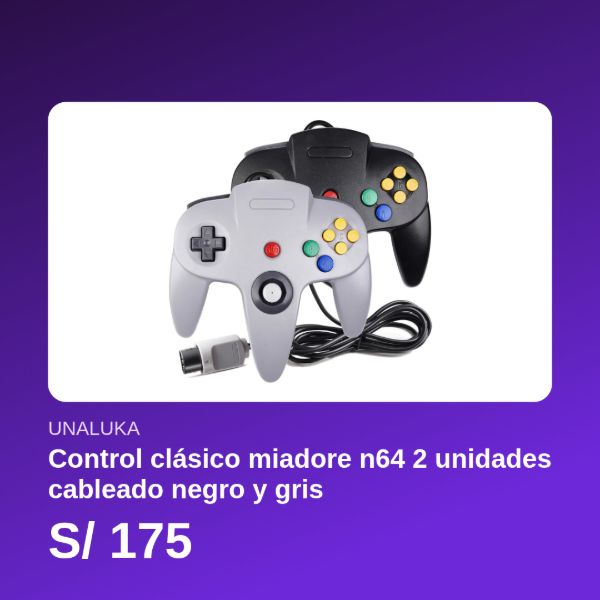 UNALUKA
Control clásico miadore n64 2 unidades
cableado negro y gris
S/ 175